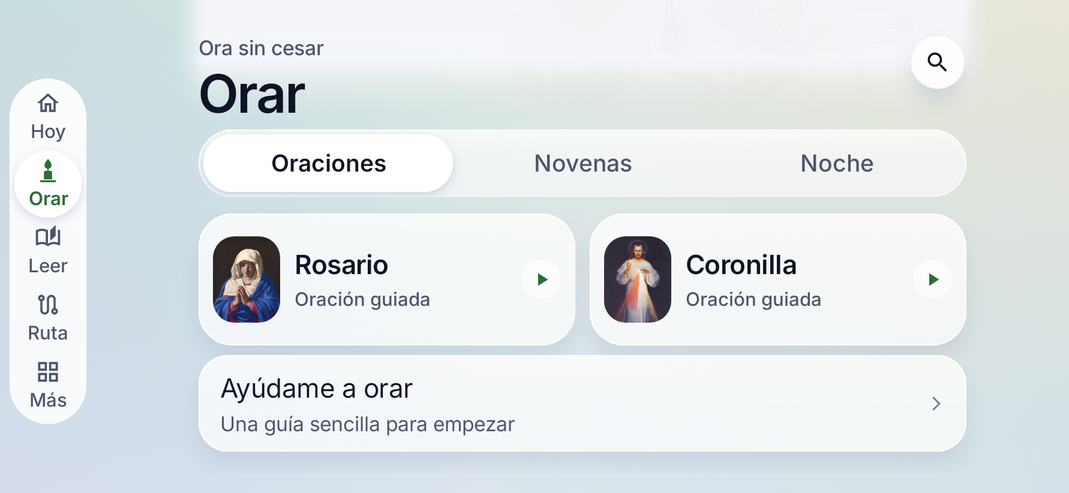 Ora sin cesar
Orar
Hoy
Orar
Leer
Ruta
Más
Oraciones
Novenas
Noche
Rosario
Oración guiada
Coronilla
Oración guiada
Ayúdame a orar
Una guía sencilla para empezar